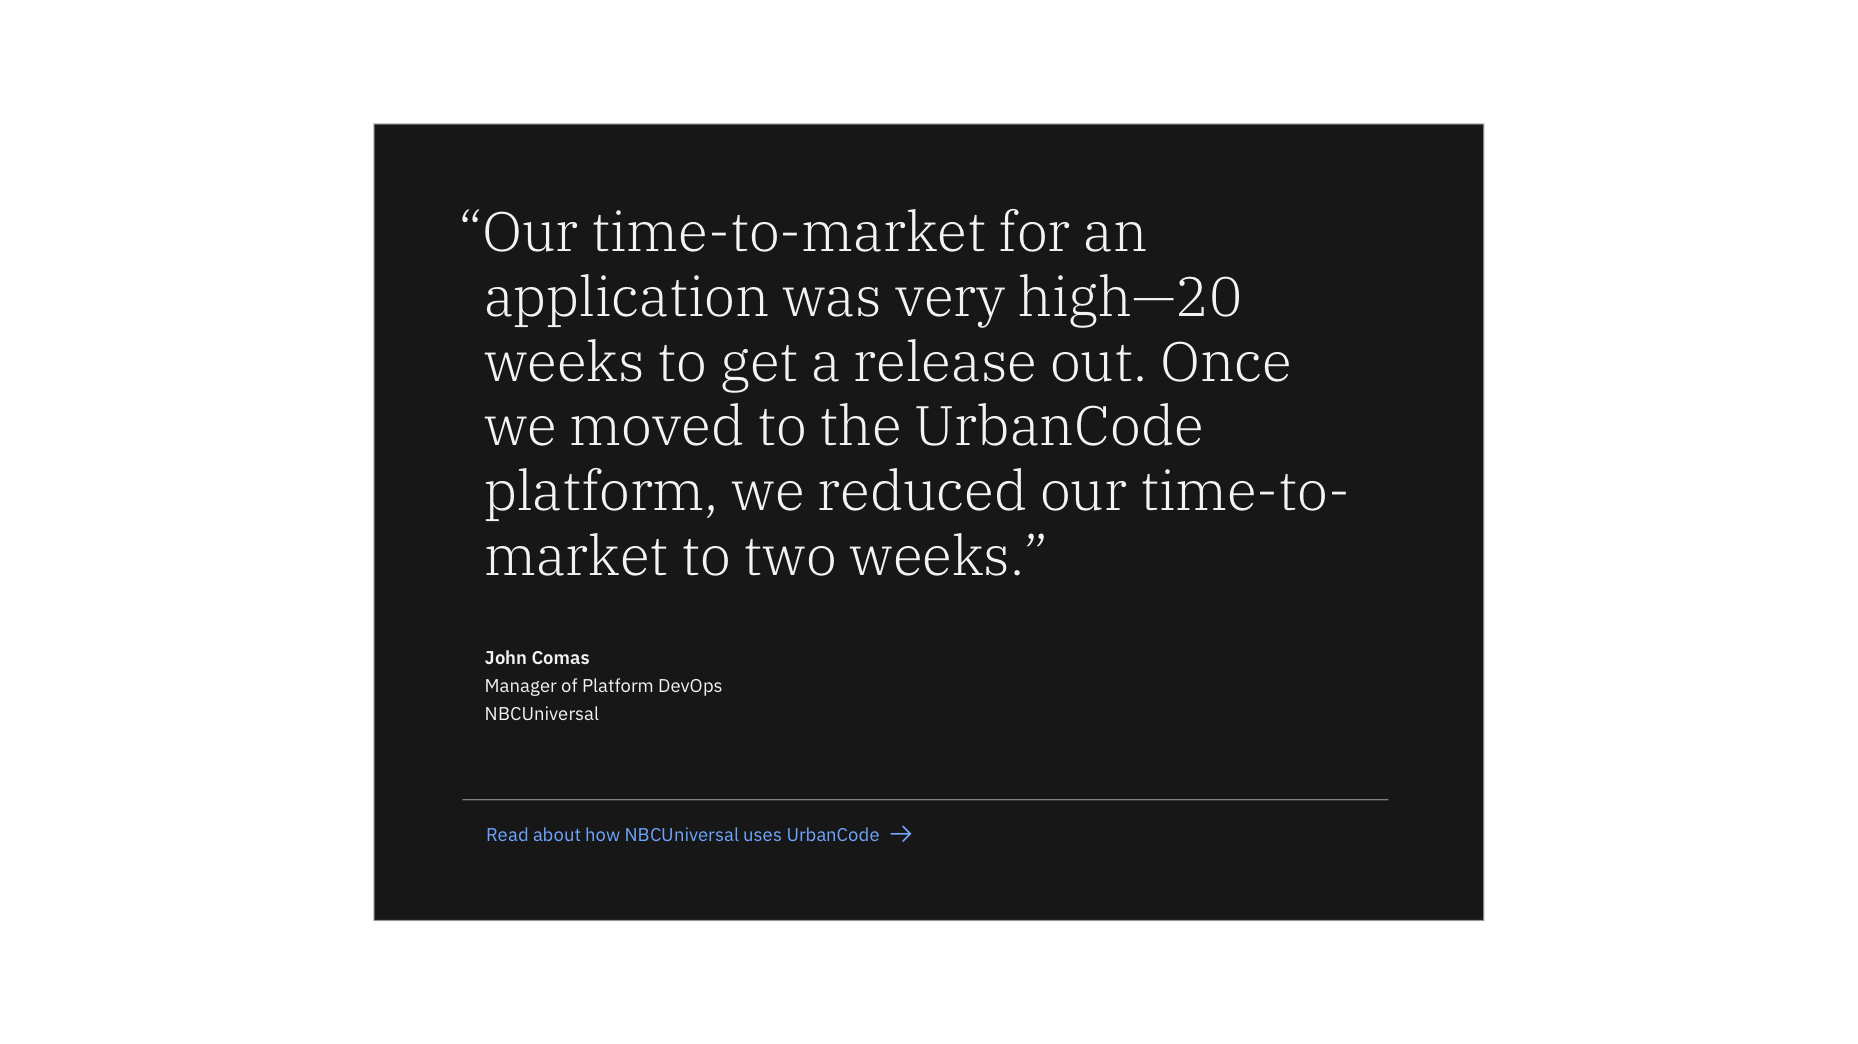 “Our time-to-market for an
application was very high—20
weeks to get a release out. Once
we moved to the UrbanCode
platform, we reduced our time-to-
market to two weeks.”
John Comas
Manager of Platform DevOps
NBCUniversal
Read about how NBCUniversal uses UrbanCode →